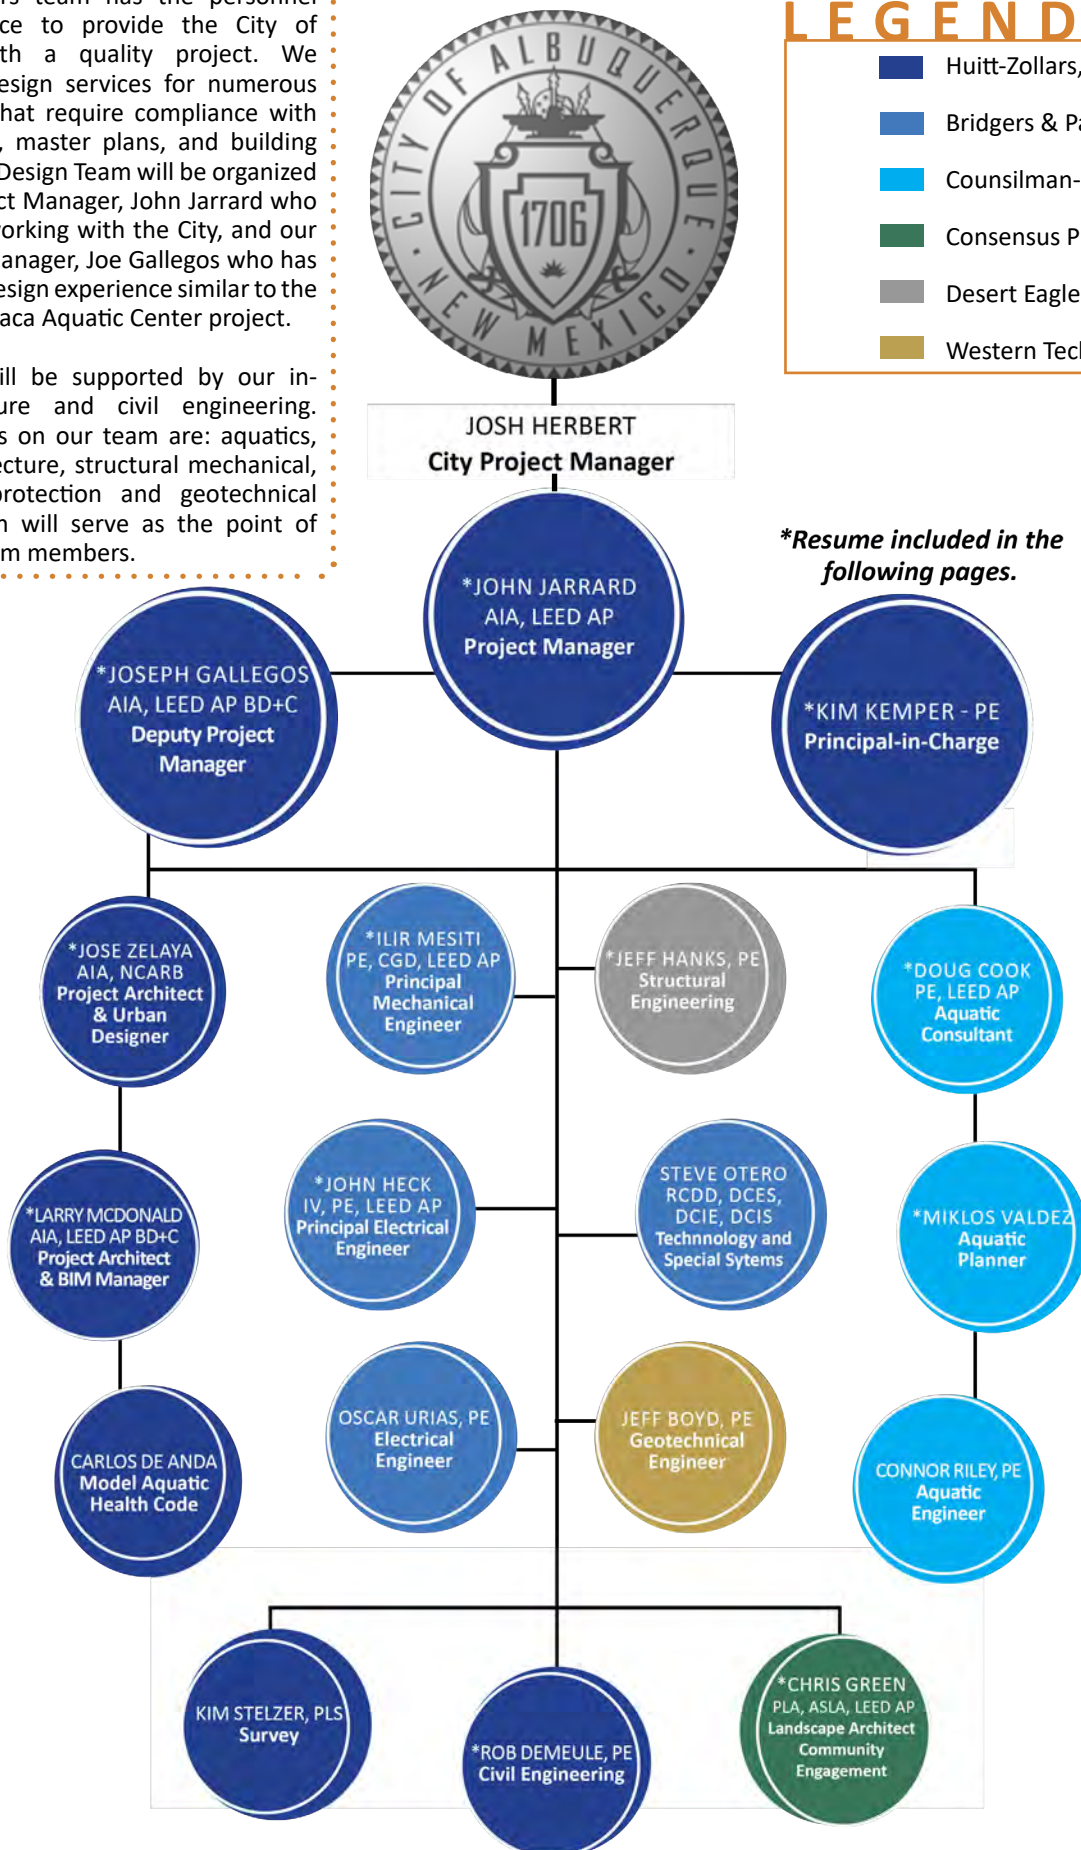 ers team has the personnel
ce to provide the City of
th a quality project. We
esign services for numerous
hat require compliance with
, master plans, and building
Design Team will be organized
ct Manager, John Jarrard who
working with the City, and our
anager, Joe Gallegos who has
esign experience similar to the
aca Aquatic Center project.
ill be supported by our in-
ure and civil engineering.
s on our team are: aquatics,
ecture, structural mechanical,
protection and geotechnical
n will serve as the point of
m members.
CITY OF ALBUQUERQUE
1706
NEW MEXICO
LEGEND
Huitt-Zollars,
Bridgers & Pa
Counsilman-
Consensus P
Desert Eagle
Western Tech
JOSH HERBERT
City Project Manager
*Resume included in the
following pages.
*JOHN JARRARD
AIA, LEED AP
Project Manager
*JOSEPH GALLEGOS
AIA, LEED AP BD+C
Deputy Project
Manager
*KIM KEMPER - PE
Principal-in-Charge
*JOSE ZELAYA
AIA, NCARB
Project Architect
& Urban
Designer
*ILIR MESITI
PE, CGD, LEED AP
Principal
Mechanical
Engineer
*JEFF HANKS, PE
Structural
Engineering
*DOUG COOK
PE, LEED AP
Aquatic
Consultant
*LARRY MCDONALD
AIA, LEED AP BD+C
Project Architect
& BIM Manager
*JOHN HECK
IV, PE, LEED AP
Principal Electrical
Engineer
STEVE OTERO
RCDD, DCES,
DCIE, DCIS
Technnology and
Special Sytems
*MIKLOS VALDEZ
Aquatic
Planner
CARLOS DE ANDA
Model Aquatic
Health Code
OSCAR URIAS, PE
Electrical
Engineer
JEFF BOYD, PE
Geotechnical
Engineer
CONNOR RILEY, PE
Aquatic
Engineer
KIM STELZER, PLS
Survey
*ROB DEMEULE, PE
Civil Engineering
*CHRIS GREEN
PLA, ASLA, LEED AP
Landscape Architect
Community
Engagement